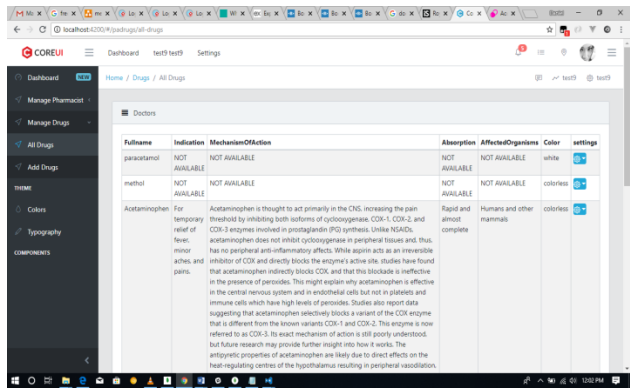 localhost:4200/#/padrugs/all-drugs
COREUI
Dashboard test9 test9 Settings
Dashboard NEW
Home / Drugs / All Drugs
test9 test9
Manage Pharmacist
Manage Drugs
All Drugs
Add Drugs
THEME
Colors
Typography
COMPONENTS
Doctors
Fullname Indication MechanismOfAction Absorption AffectedOrganisms Color settings
paracetamol NOT AVAILABLE NOT AVAILABLE NOT AVAILABLE NOT AVAILABLE white
methol NOT AVAILABLE NOT AVAILABLE NOT AVAILABLE NOT AVAILABLE colorless
Acetaminophen
For
temporary
relief of
fever,
minor
aches, and
pains.
Acetaminophen is thought to act primarily in the CNS, increasing the pain
threshold by inhibiting both isoforms of cyclooxygenase, COX-1, COX-2, and
COX-3 enzymes involved in prostaglandin (PG) synthesis. Unlike NSAIDs,
acetaminophen does not inhibit cyclooxygenase in peripheral tissues and, thus,
has no peripheral anti-inflammatory affects. While aspirin acts as an irreversible
inhibitor of COX and directly blocks the enzyme's active site, studies have found
that acetaminophen indirectly blocks COX, and that this blockade is ineffective
in the presence of peroxides. This might explain why acetaminophen is effective
in the central nervous system and in endothelial cells but not in platelets and
immune cells which have high levels of peroxides. Studies also report data
suggesting that acetaminophen selectively blocks a variant of the COX enzyme
that is different from the known variants COX-1 and COX-2. This enzyme is now
referred to as COX-3. Its exact mechanism of action is still poorly understood,
but future research may provide further insight into how it works. The
antipyretic properties of acetaminophen are likely due to direct effects on the
heat-regulating centres of the hypothalamus resulting in peripheral vasodilation,
Rapid and
almost
complete
Humans and other
mammals
colorless
12:02 PM